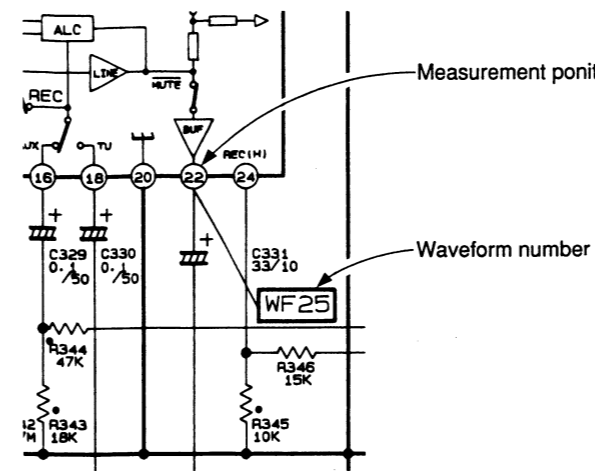 ALC
LINE
MUTE
REC
BUF
TU
REC(H)
16
18
20
22
24
Measurement ponit
Waveform number
WF25
+
+
+
C329
0.1
/50
C330
0.1
/50
C331
33/10
R344
47K
R346
15K
R343
18K
R345
10K